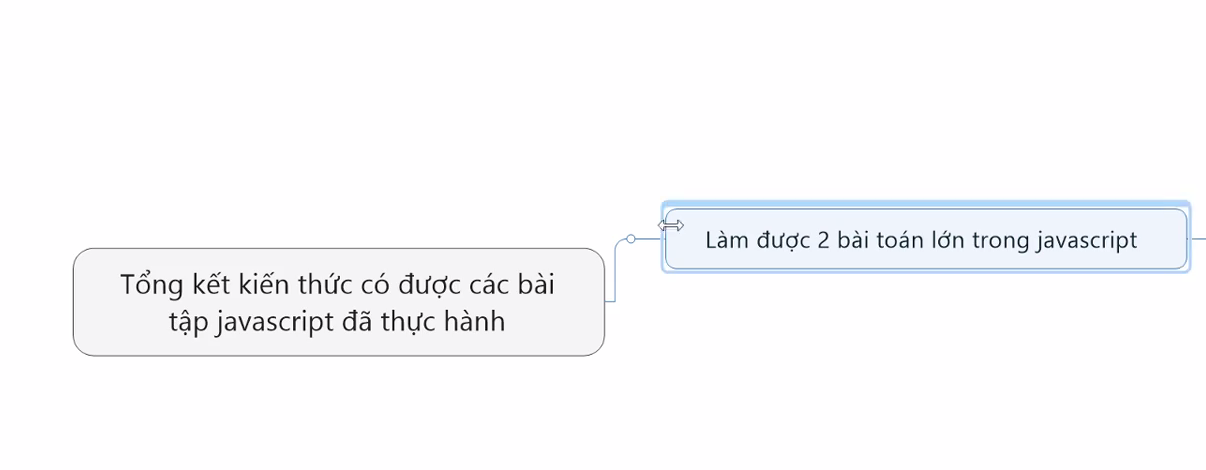 Làm được 2 bài toán lớn trong javascript
Tổng kết kiến thức có được các bài
tập javascript đã thực hành